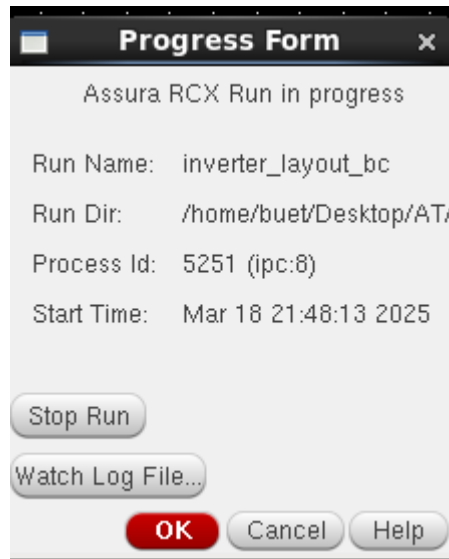 Progress Form
Assura RCX Run in progress
Run Name: inverter_layout_bc
Run Dir: /home/buet/Desktop/AT
Process Id: 5251 (ipc:8)
Start Time: Mar 18 21:48:13 2025
Stop Run
Watch Log File...
OK Cancel Help